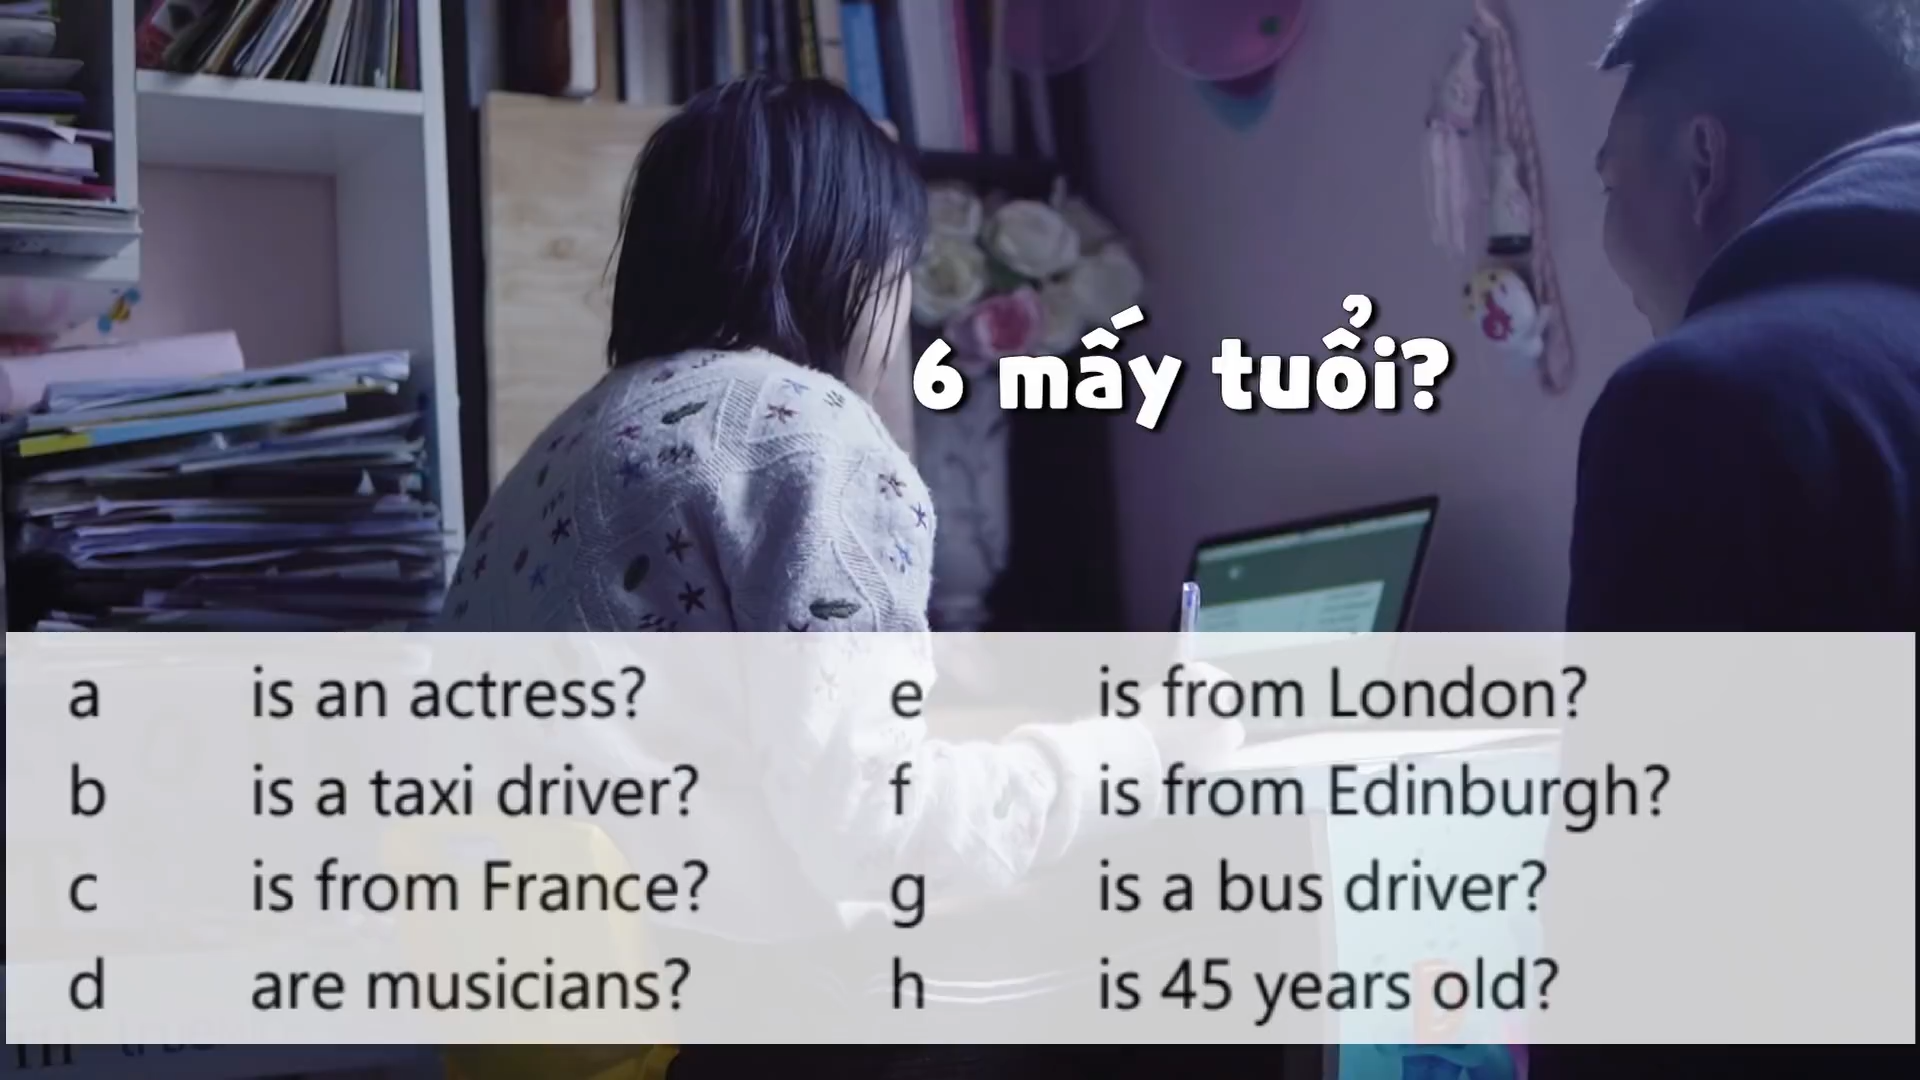 6 mấy tuổi?
a is an actress?
b is a taxi driver?
c is from France?
d are musicians?
e is from London?
f is from Edinburgh?
g is a bus driver?
h is 45 years old?